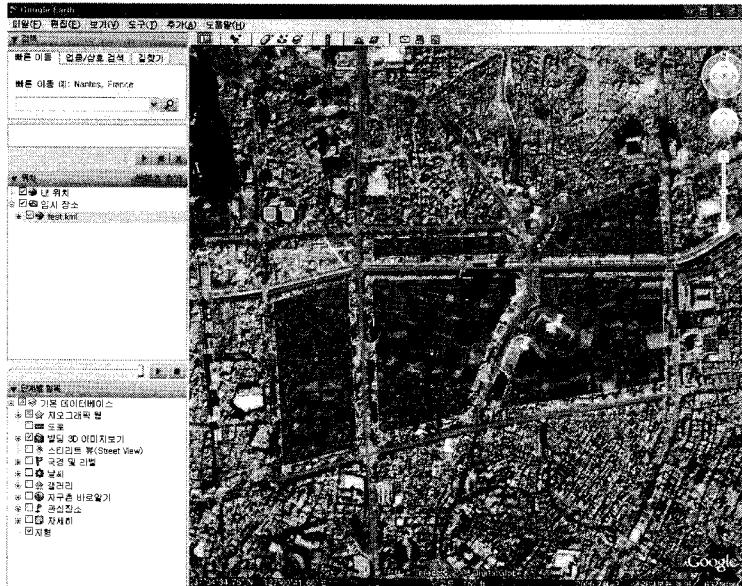 Google Earth
파일(F) 편집(E) 보기(V) 도구(T) 추가(A) 도움말(H)
검색
빠른 이동 업종/상호 검색 길찾기
빠른 이동 예: Nantes, France
위치
내 위치
임시 장소
test.kml
단계별 항목
기본 데이터베이스
지오그래픽 웹
도로
빌딩 3D 이미지보기
스트리트 뷰(Street View)
국경 및 라벨
날씨
갤러리
지구촌 바로알기
관심장소
자세히
지형
Google